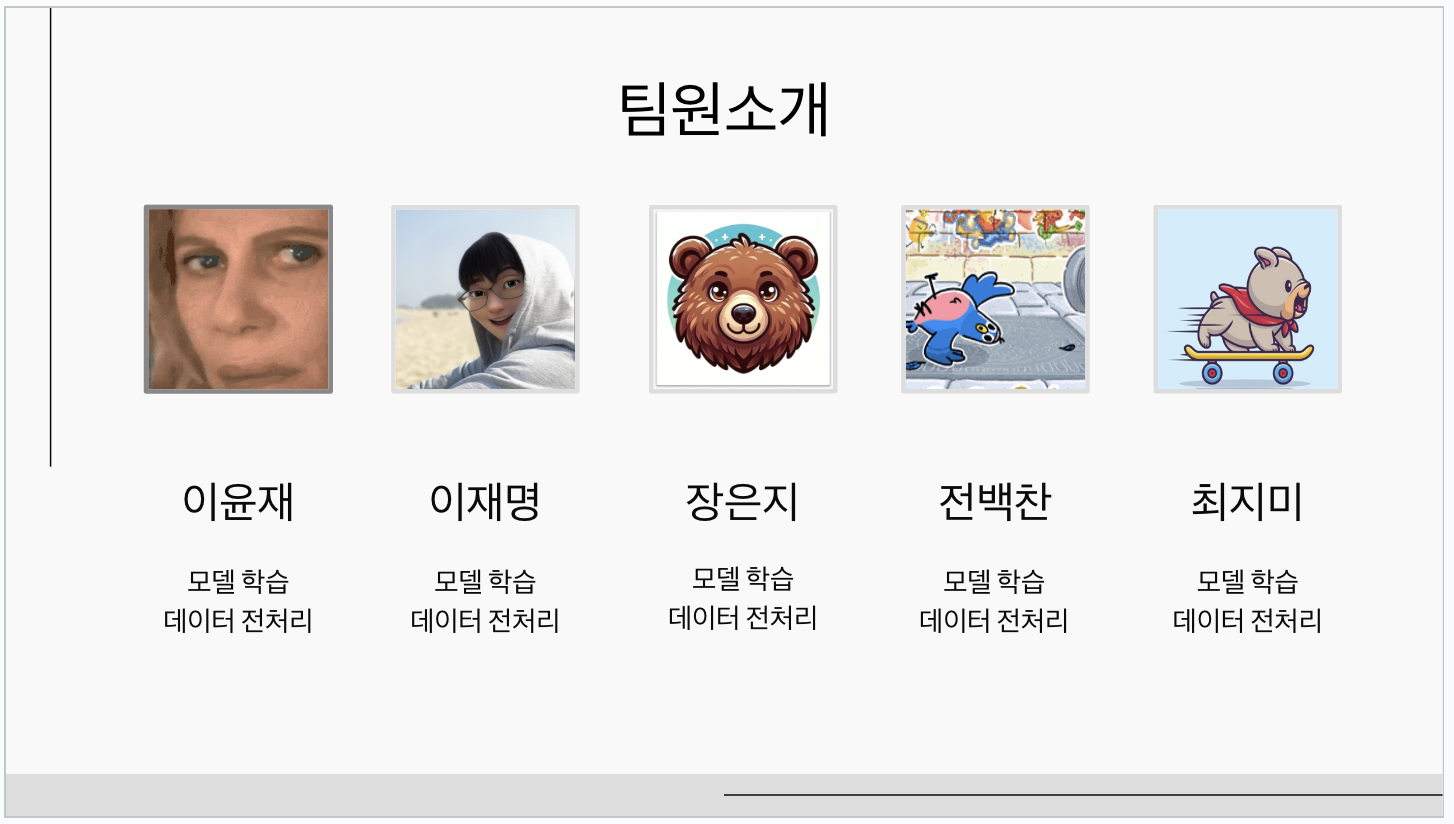 팀원소개
이윤재
이재명
장은지
전백찬
최지미
모델 학습
데이터 전처리
모델 학습
데이터 전처리
모델 학습
데이터 전처리
모델 학습
데이터 전처리
모델 학습
데이터 전처리